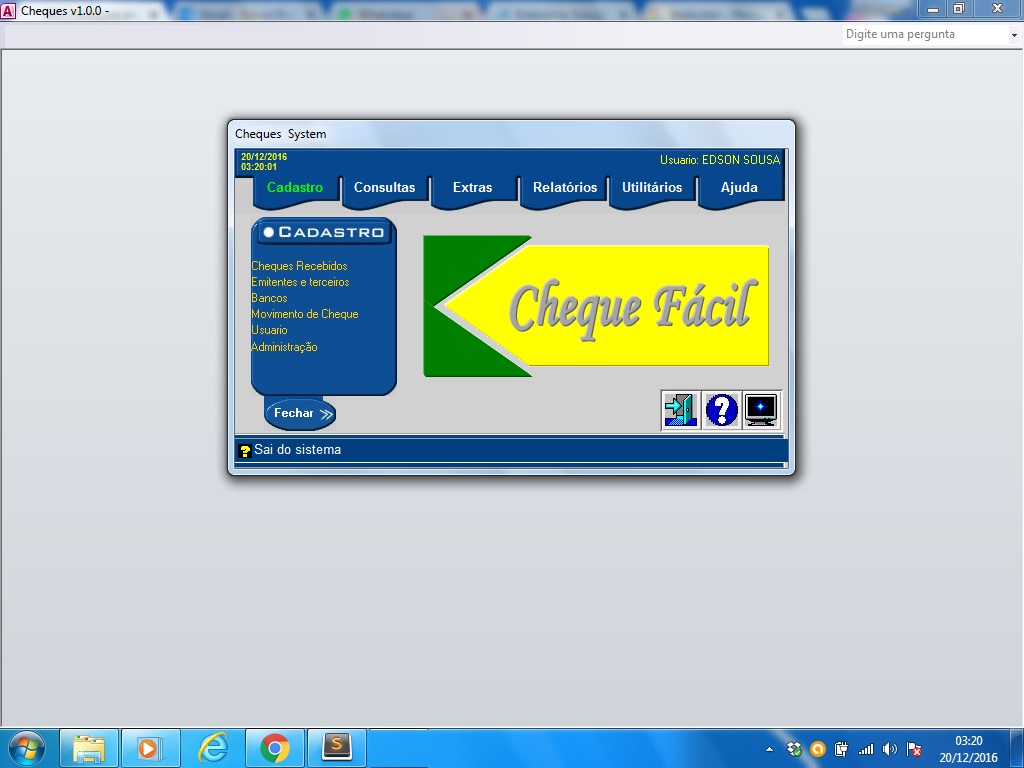 Cheques v1.0.0 -
Digite uma pergunta
Cheques System
20/12/2016
03:20:01
Usuario: EDSON SOUSA
Cadastro Consultas Extras Relatórios Utilitários Ajuda
CADASTRO
Cheques Recebidos
Emitentes e terceiros
Bancos
Movimento de Cheque
Usuario
Administração
Fechar
Cheque Fácil
Sai do sistema
03:20
20/12/2016